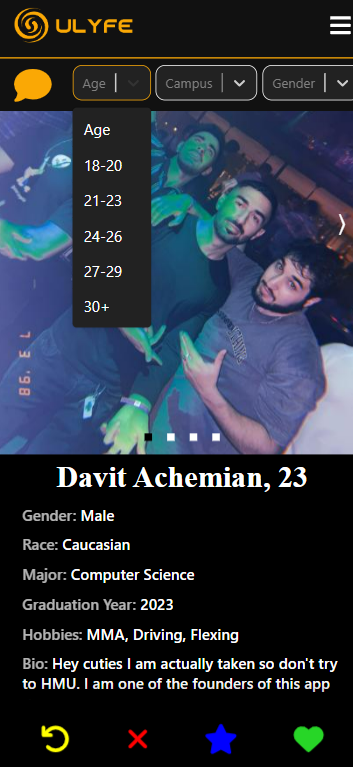 ULYFE
Age
Campus
Gender
Age
18-20
21-23
24-26
27-29
30+
86, E L
Davit Achemian, 23
Gender: Male
Race: Caucasian
Major: Computer Science
Graduation Year: 2023
Hobbies: MMA, Driving, Flexing
Bio: Hey cuties I am actually taken so don't try
to HMU. I am one of the founders of this app